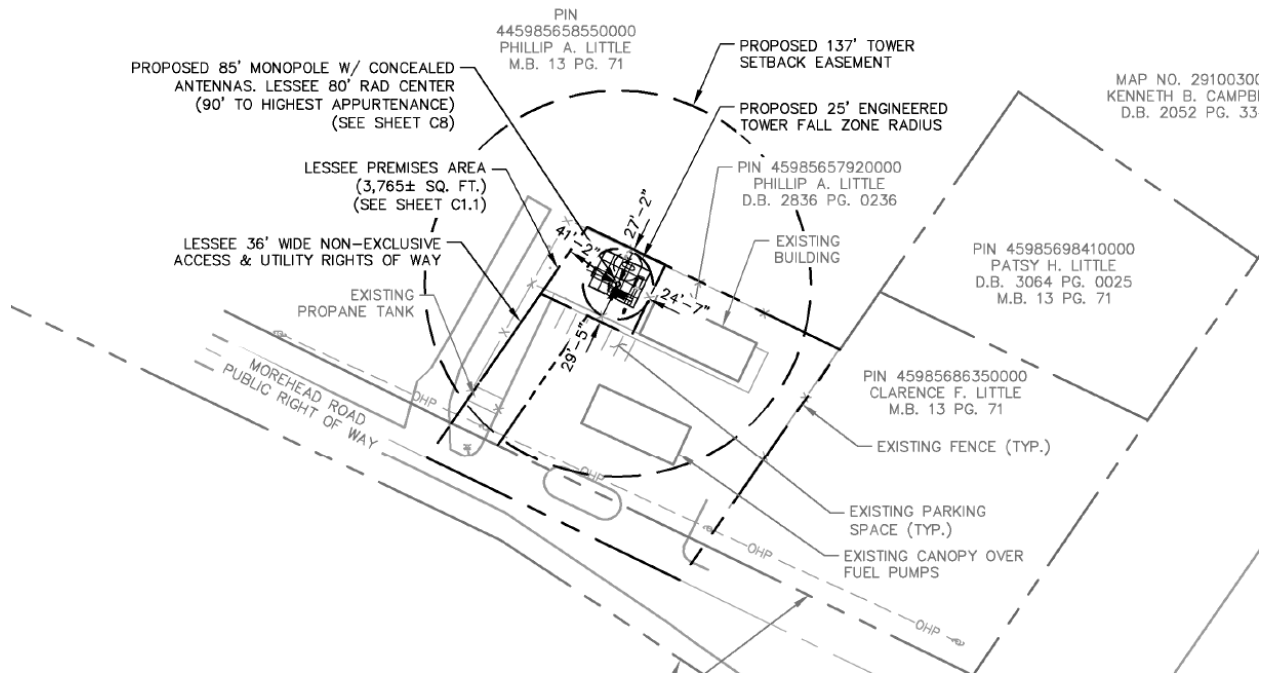 PIN
445985658550000
PHILLIP A. LITTLE
M.B. 13 PG. 71
PROPOSED 137' TOWER
SETBACK EASEMENT
PROPOSED 85' MONOPOLE W/ CONCEALED
ANTENNAS. LESSEE 80' RAD CENTER
(90' TO HIGHEST APPURTENANCE)
(SEE SHEET C8)
MAP NO. 29100300
KENNETH B. CAMPB
D.B. 2052 PG. 33
PROPOSED 25' ENGINEERED
TOWER FALL ZONE RADIUS
LESSEE PREMISES AREA
(3,765± SQ. FT.)
(SEE SHEET C1.1)
PIN 45985657920000
PHILLIP A. LITTLE
D.B. 2836 PG. 0236
27'-2"
41'-2"
LESSEE 36' WIDE NON-EXCLUSIVE
ACCESS & UTILITY RIGHTS OF WAY
EXISTING
BUILDING
PIN 45985698410000
PATSY H. LITTLE
D.B. 3064 PG. 0025
M.B. 13 PG. 71
EXISTING
PROPANE TANK
24'-7"
29'-5"
MOREHEAD ROAD
PUBLIC RIGHT OF WAY
OHP
PIN 45985686350000
CLARENCE F. LITTLE
M.B. 13 PG. 71
EXISTING FENCE (TYP.)
OHP
EXISTING PARKING
SPACE (TYP.)
OHP
EXISTING CANOPY OVER
FUEL PUMPS
OHP